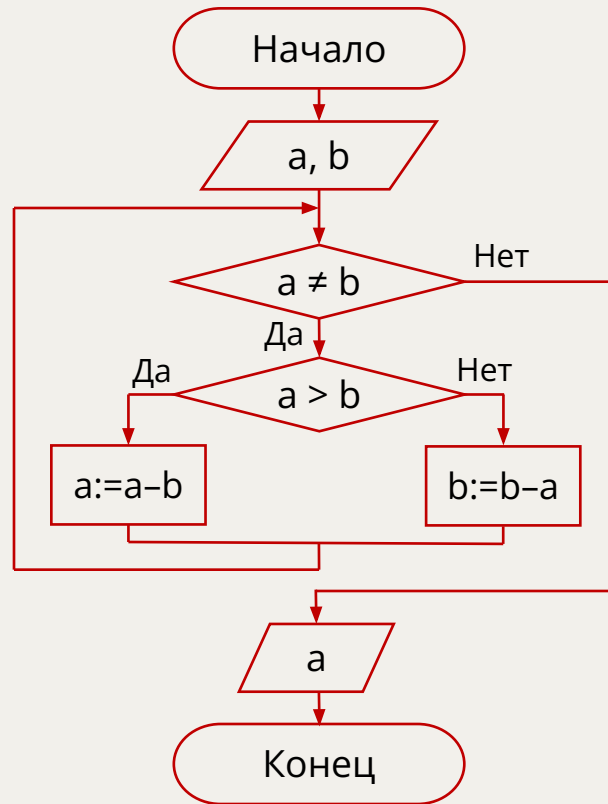 Начало
a, b
a ≠ b
Нет
Да
a > b
Да
Нет
a:=a–b
b:=b–a
a
Конец